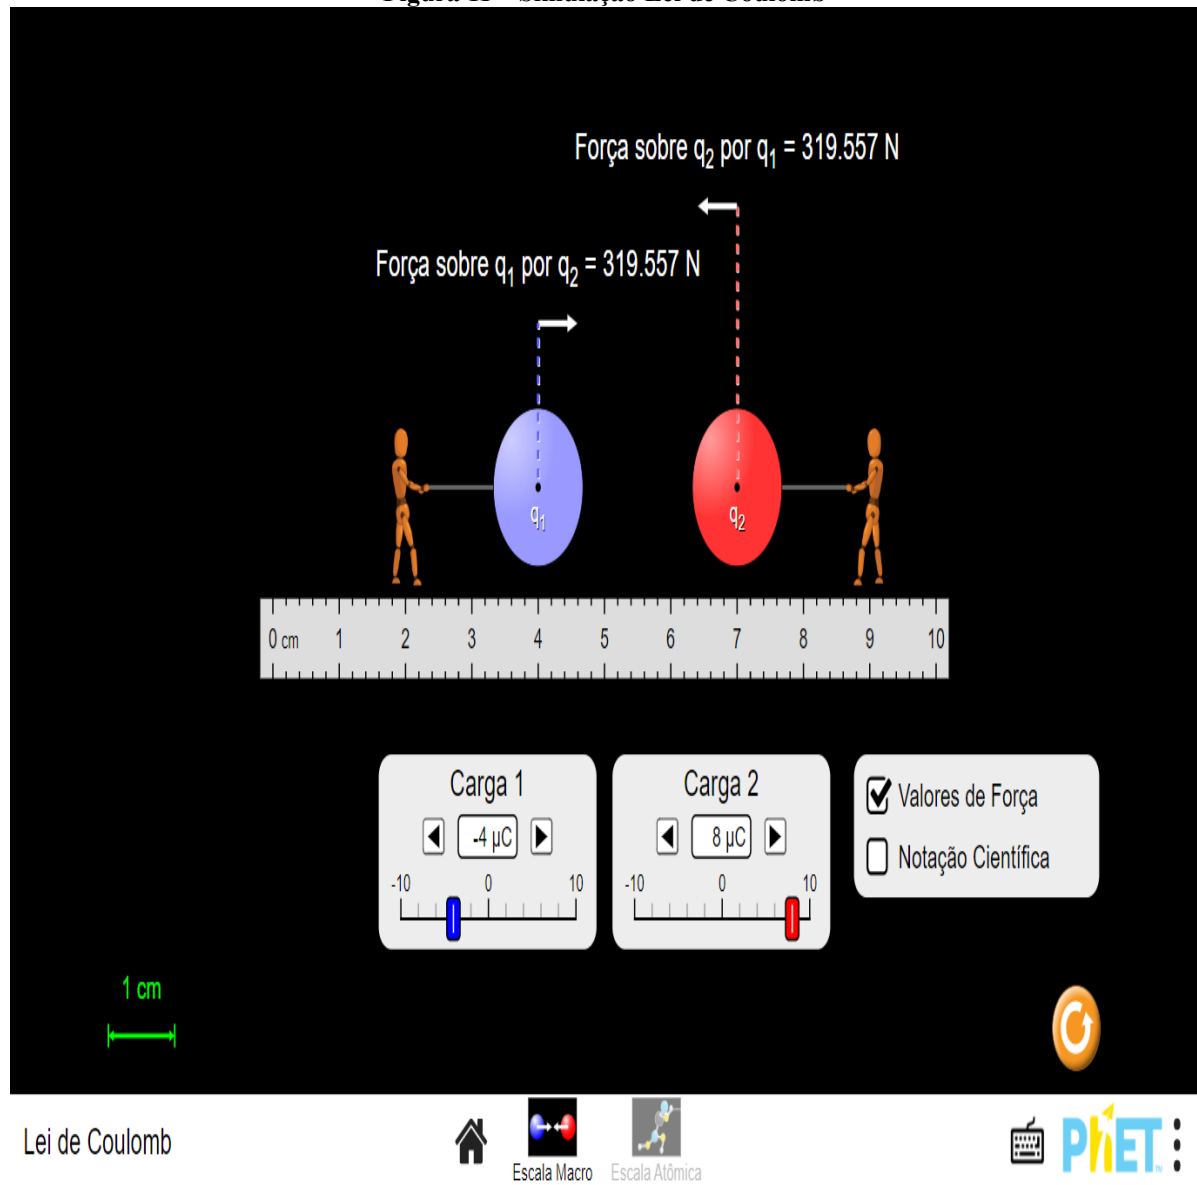 Força sobre q₂ por q₁ = 319.557 N
Força sobre q₁ por q₂ = 319.557 N
q₁
q₂
0 cm 1 2 3 4 5 6 7 8 9 10
Carga 1
-4 µC
-10 0 10
Carga 2
8 µC
-10 0 10
Valores de Força
Notação Científica
1 cm
Lei de Coulomb
Escala Macro
Escala Atômica
PhET